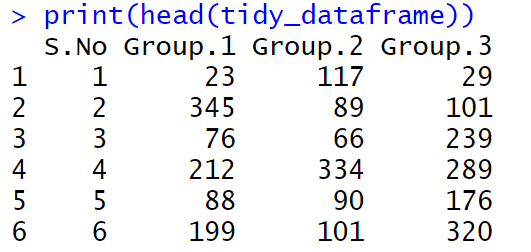 > print(head(tidy_dataframe))
S.No Group.1 Group.2 Group.3
1 1 23 117 29
2 2 345 89 101
3 3 76 66 239
4 4 212 334 289
5 5 88 90 176
6 6 199 101 320